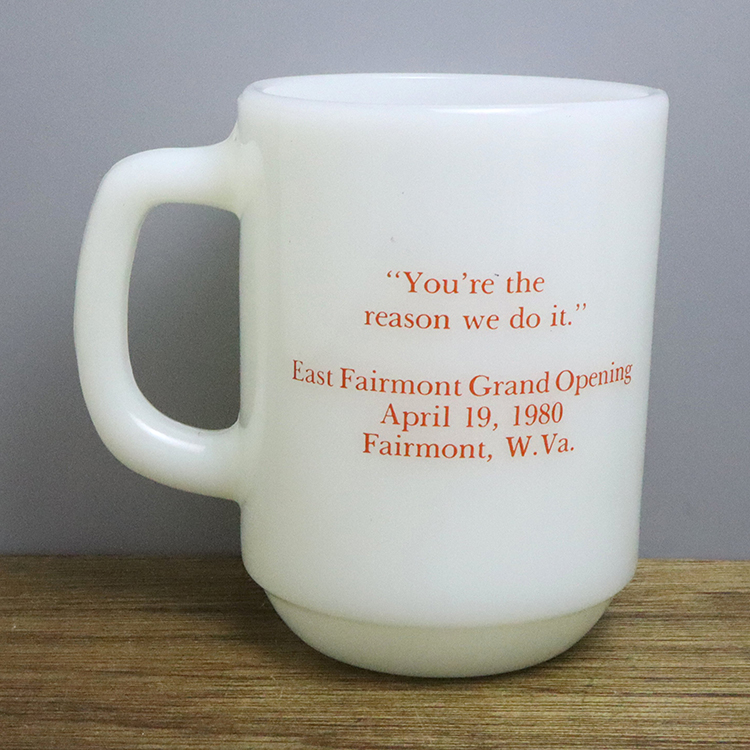 “You’re the
reason we do it.”
East Fairmont Grand Opening
April 19, 1980
Fairmont, W.Va.